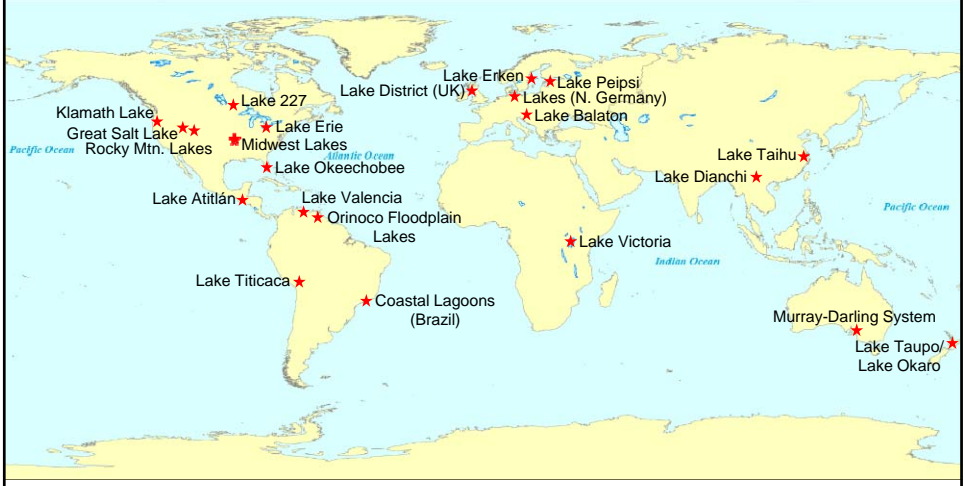 Lake Erken
Lake Peipsi
Lake District (UK)
Lakes (N. Germany)
Lake 227
Lake Balaton
Klamath Lake
Great Salt Lake
Lake Erie
Rocky Mtn. Lakes
Midwest Lakes
Pacific Ocean
Atlantic Ocean
Lake Okeechobee
Lake Taihu
Lake Dianchi
Lake Atitlán
Lake Valencia
Pacific Ocean
Orinoco Floodplain
Lakes
Lake Victoria
Indian Ocean
Lake Titicaca
Coastal Lagoons
(Brazil)
Murray-Darling System
Lake Taupo/
Lake Okaro